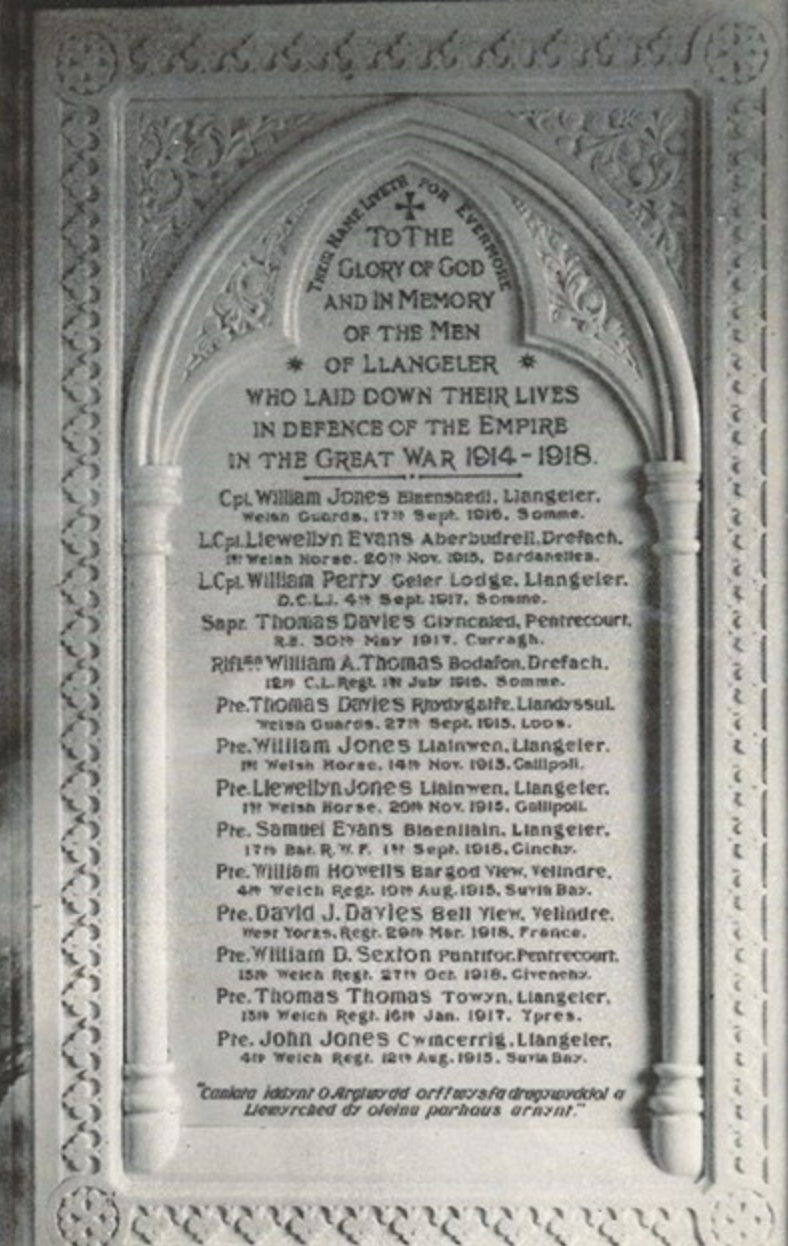 THEIR NAME LIVETH FOR EVERMORE
TO THE
GLORY OF GOD
AND IN MEMORY
OF THE MEN
OF LLANGELER
WHO LAID DOWN THEIR LIVES
IN DEFENCE OF THE EMPIRE
IN THE GREAT WAR 1914-1918.
Cpl. William Jones Blaenshedi, Llangeler.
Welsh Guards, 17th Sept. 1916, Somme.
L.Cpl. Llewellyn Evans Aberbudrell, Drefach.
1st Welsh Horse. 20th Nov. 1915, Dardanelles.
L.Cpl. William Perry Geler Lodge, Llangeler.
D.C.L.I. 4th Sept. 1917, Somme.
Sapr. Thomas Davies Glyncaled, Pentrecourt.
R.E. 30th May 1917. Curragh.
Riflman William A. Thomas Bodafon, Drefach.
12th C.L. Regt. 1st July 1916. Somme.
Pte. Thomas Davies Rhydygalfe, Llandyssul.
Welsh Guards. 27th Sept. 1915. Loos.
Pte. William Jones Llainwen, Llangeler.
1st Welsh Horse. 14th Nov. 1915. Gallipoli.
Pte. Llewellyn Jones Llainwen, Llangeler.
1st Welsh Horse. 20th Nov. 1915, Gallipoli.
Pte. Samuel Evans Blaenllain, Llangeler.
17th Bat. R.W.F. 1st Sept. 1916, Ginchy.
Pte. William Howells Bargod View, Velindre.
4th Welch Regt. 19th Aug. 1915, Suvla Bay.
Pte. David J. Davies Bell View, Velindre.
West Yorks. Regt. 29th Mar. 1918, France.
Pte. William D. Sexton Pantifor, Pentrecourt.
15th Welch Regt. 27th Oct. 1918, Givenchy.
Pte. Thomas Thomas Towyn, Llangeler.
15th Welch Regt. 16th Jan. 1917, Ypres.
Pte. John Jones Cwmcerrig, Llangeler.
4th Welch Regt. 12th Aug. 1915, Suvla Bay.
"Caniata iddynt O Arglwydd orffwysfa dragwyddol a
Llewyrched dy oleini parhaus arnynt."